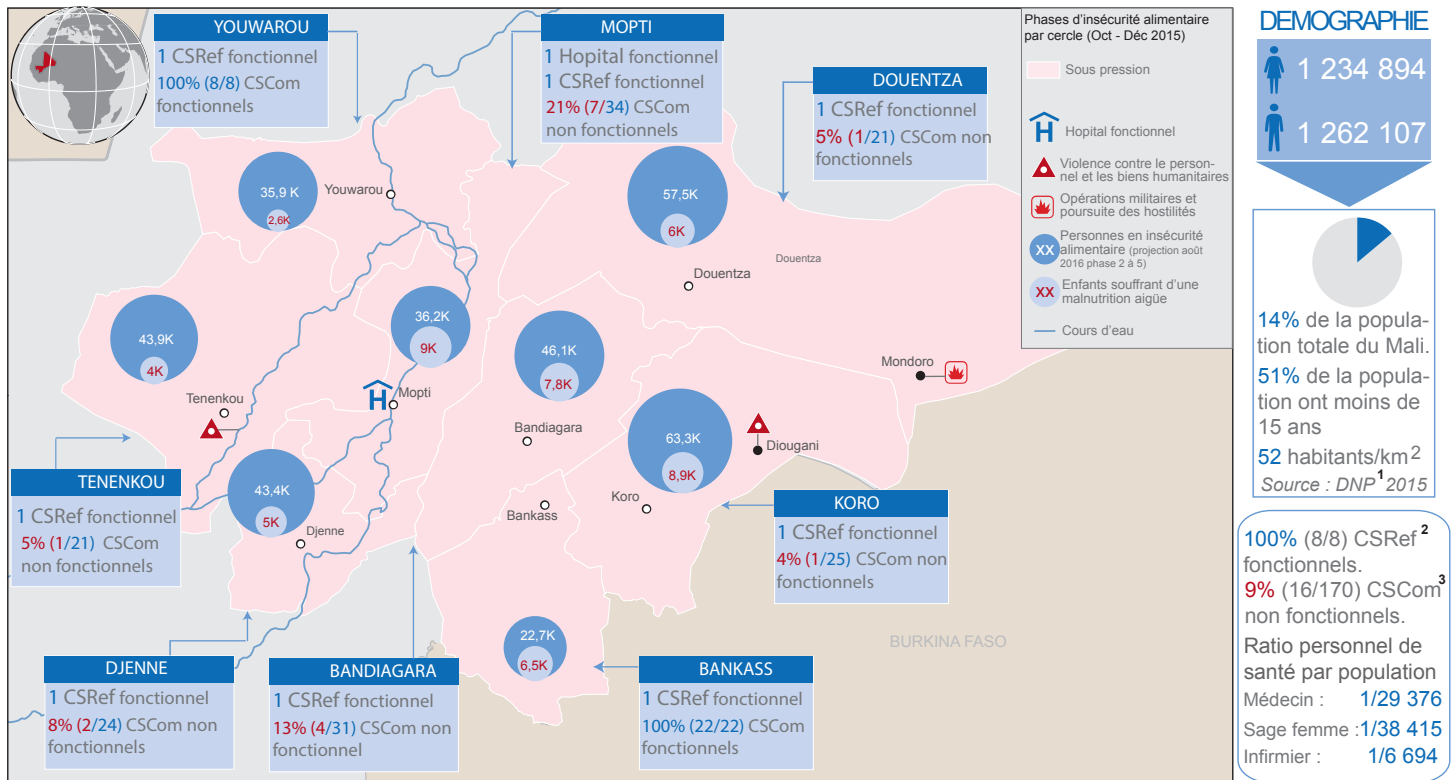 YOUWAROU
1 CSRef fonctionnel
100% (8/8) CSCom
fonctionnels
MOPTI
1 Hopital fonctionnel
1 CSRef fonctionnel
21% (7/34) CSCom
non fonctionnels
DOUENTZA
1 CSRef fonctionnel
5% (1/21) CSCom non
fonctionnels
Phases d'insécurité alimentaire
par cercle (Oct - Déc 2015)
Sous pression
H
Hopital fonctionnel
Violence contre le person-
nel et les biens humanitaires
Opérations militaires et
poursuite des hostilités
XX
Personnes en insécurité
alimentaire (projection août
2016 phase 2 à 5)
XX
Enfants souffrant d'une
malnutrition aigüe
Cours d'eau
35,9 K
2,6K
Youwarou
57,5K
6K
Douentza
Douentza
43,9K
4K
Tenenkou
36,2K
9K
H
Mopti
46,1K
7,8K
Bandiagara
Mondoro
63,3K
8,9K
Diougani
Koro
43,4K
5K
Djenne
Bankass
22,7K
6,5K
BURKINA FASO
TENENKOU
1 CSRef fonctionnel
5% (1/21) CSCom
non fonctionnels
KORO
1 CSRef fonctionnel
4% (1/25) CSCom non
fonctionnels
DJENNE
1 CSRef fonctionnel
8% (2/24) CSCom non
fonctionnels
BANDIAGARA
1 CSRef fonctionnel
13% (4/31) CSCom non
fonctionnel
BANKASS
1 CSRef fonctionnel
100% (22/22) CSCom
fonctionnels
DEMOGRAPHIE
1 234 894
1 262 107
14% de la popula-
tion totale du Mali.
51% de la popula-
tion ont moins de
15 ans
52 habitants/km2
Source : DNP1 2015
100% (8/8) CSRef 2
fonctionnels.
9% (16/170) CSCom3
non fonctionnels.
Ratio personnel de
santé par population
Médecin : 1/29 376
Sage femme :1/38 415
Infirmier : 1/6 694